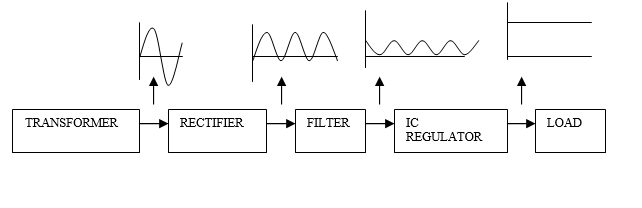 TRANSFORMER
RECTIFIER
FILTER
IC
REGULATOR
LOAD